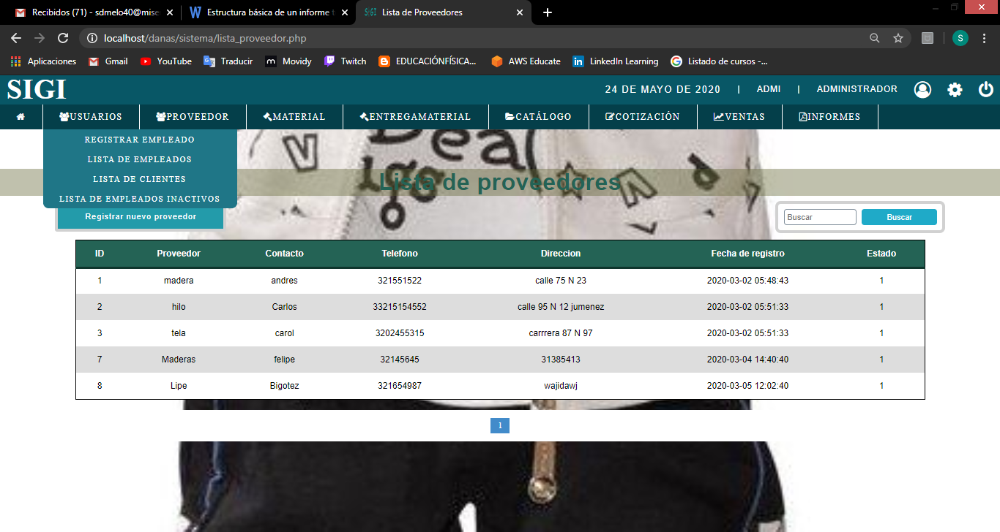 Recibidos (71) - sdmelo40@mise
Estructura básica de un informe t
SIGI Lista de Proveedores
localhost/danas/sistema/lista_proveedor.php
S
Aplicaciones Gmail YouTube Traducir Movidy Twitch EDUCACIÓNFÍSICA... AWS Educate LinkedIn Learning Listado de cursos -...
SIGI
24 DE MAYO DE 2020 | ADMI | ADMINISTRADOR
USUARIOS PROVEEDOR MATERIAL ENTREGAMATERIAL CATÁLOGO COTIZACIÓN VENTAS INFORMES
REGISTRAR EMPLEADO
LISTA DE EMPLEADOS
LISTA DE CLIENTES
LISTA DE EMPLEADOS INACTIVOS
Lista de proveedores
Registrar nuevo proveedor
Buscar Buscar
ID Proveedor Contacto Telefono Direccion Fecha de registro Estado
1 madera andres 321551522 calle 75 N 23 2020-03-02 05:48:43 1
2 hilo Carlos 33215154552 calle 95 N 12 jumenez 2020-03-02 05:51:33 1
3 tela carol 3202455315 carrrera 87 N 97 2020-03-02 05:51:33 1
7 Maderas felipe 32145645 31385413 2020-03-04 14:40:40 1
8 Lipe Bigotez 321654987 wajidawj 2020-03-05 12:02:40 1
1